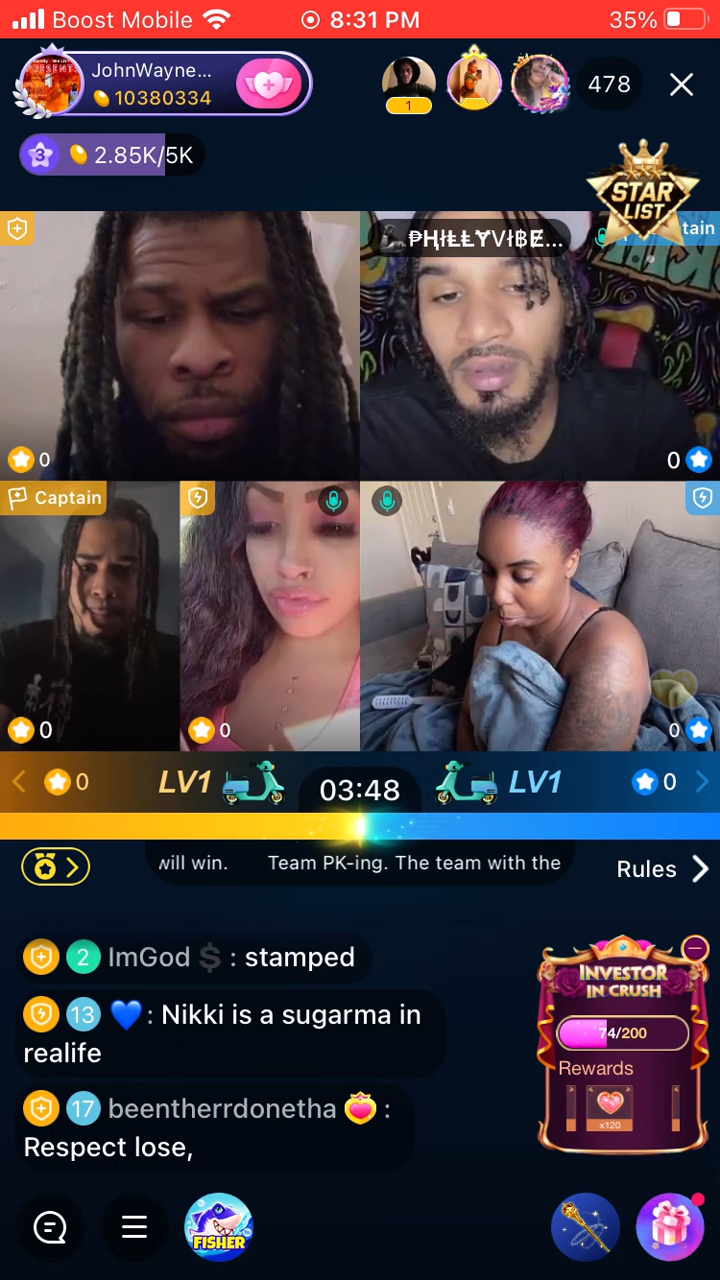 Boost Mobile
8:31 PM
35%
JohnWayne...
10380334
1
478
3
2.85K/5K
STAR
LIST
₱ⱧłⱠⱠɎVł฿Ɇ...
tain
0
0
Captain
0
0
0
0
LV1
03:48
LV1
0
will win. Team PK-ing. The team with the
Rules
2 ImGod $ : stamped
13 💙 : Nikki is a sugarma in
realife
17 beentherrdonetha :
Respect lose,
INVESTOR
IN CRUSH
74/200
Rewards
x120
FISHER